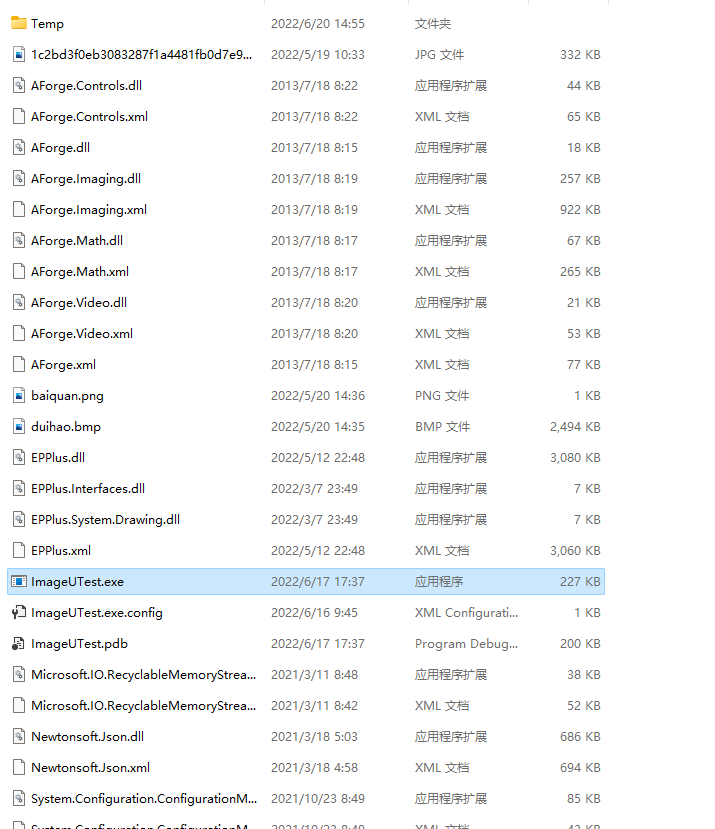 Temp 2022/6/20 14:55 文件夹
1c2bd3f0eb3083287f1a4481fb0d7e9... 2022/5/19 10:33 JPG 文件 332 KB
AForge.Controls.dll 2013/7/18 8:22 应用程序扩展 44 KB
AForge.Controls.xml 2013/7/18 8:22 XML 文档 65 KB
AForge.dll 2013/7/18 8:15 应用程序扩展 18 KB
AForge.Imaging.dll 2013/7/18 8:19 应用程序扩展 257 KB
AForge.Imaging.xml 2013/7/18 8:19 XML 文档 922 KB
AForge.Math.dll 2013/7/18 8:17 应用程序扩展 67 KB
AForge.Math.xml 2013/7/18 8:17 XML 文档 265 KB
AForge.Video.dll 2013/7/18 8:20 应用程序扩展 21 KB
AForge.Video.xml 2013/7/18 8:20 XML 文档 53 KB
AForge.xml 2013/7/18 8:15 XML 文档 77 KB
baiquan.png 2022/5/20 14:36 PNG 文件 1 KB
duihao.bmp 2022/5/20 14:35 BMP 文件 2,494 KB
EPPlus.dll 2022/5/12 22:48 应用程序扩展 3,080 KB
EPPlus.Interfaces.dll 2022/3/7 23:49 应用程序扩展 7 KB
EPPlus.System.Drawing.dll 2022/3/7 23:49 应用程序扩展 7 KB
EPPlus.xml 2022/5/12 22:48 XML 文档 3,060 KB
ImageUTest.exe 2022/6/17 17:37 应用程序 227 KB
ImageUTest.exe.config 2022/6/16 9:45 XML Configurati... 1 KB
ImageUTest.pdb 2022/6/17 17:37 Program Debug... 200 KB
Microsoft.IO.RecyclableMemoryStrea... 2021/3/11 8:48 应用程序扩展 38 KB
Microsoft.IO.RecyclableMemoryStrea... 2021/3/11 8:42 XML 文档 52 KB
Newtonsoft.Json.dll 2021/3/18 5:03 应用程序扩展 686 KB
Newtonsoft.Json.xml 2021/3/18 4:58 XML 文档 694 KB
System.Configuration.ConfigurationM... 2021/10/23 8:49 应用程序扩展 85 KB
System.Configuration.ConfigurationM... 2021/10/22 XML 文档 KB